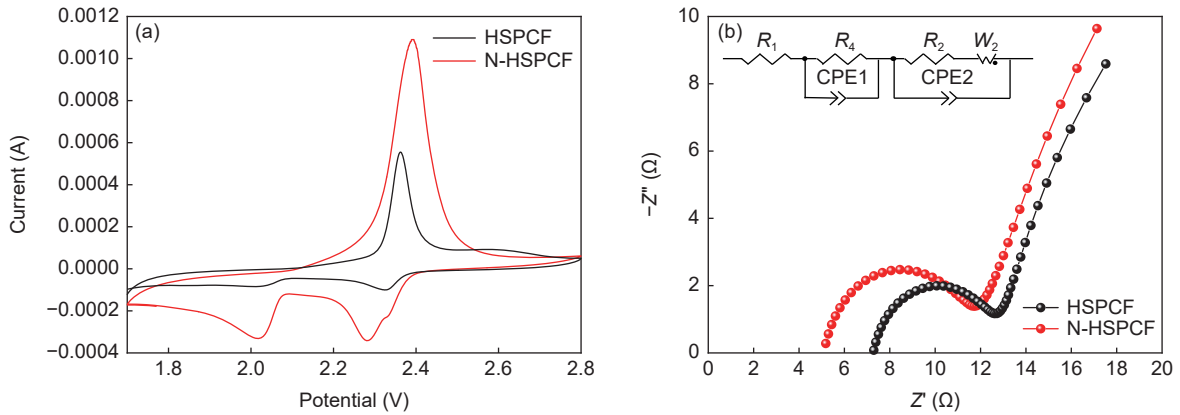 (a)
HSPCF
N-HSPCF
0.0012
0.0010
0.0008
0.0006
0.0004
0.0002
0.0000
−0.0002
−0.0004
Current (A)
1.8 2.0 2.2 2.4 2.6 2.8
Potential (V)
(b)
R1 R4 R2 W2
CPE1 CPE2
HSPCF
N-HSPCF
10
8
6
4
2
0
−Z″ (Ω)
0 2 4 6 8 10 12 14 16 18 20
Z′ (Ω)